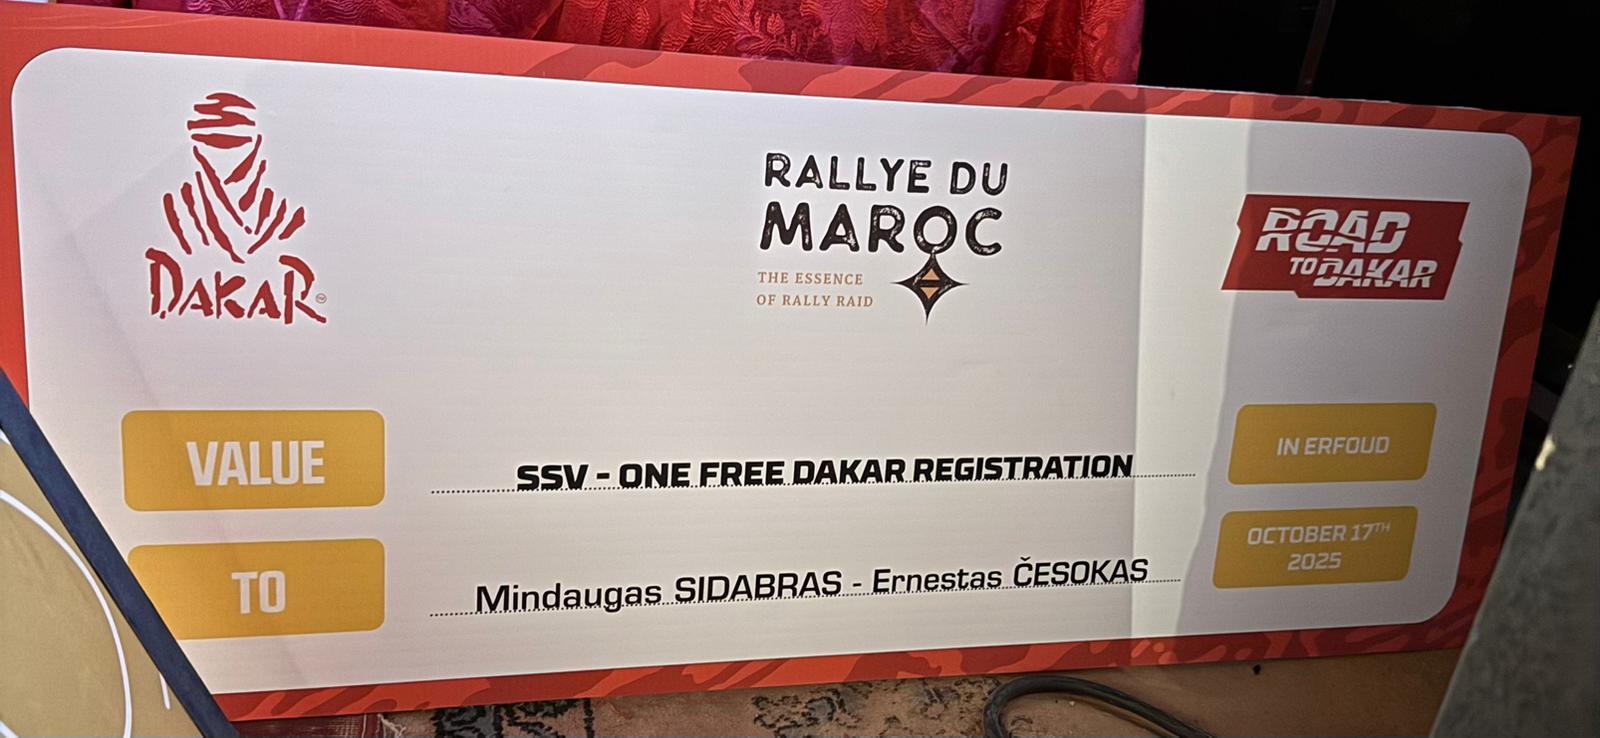 DAKAR
RALLYE DU
MAROC
THE ESSENCE
OF RALLY RAID
ROAD
TO DAKAR
VALUE
SSV - ONE FREE DAKAR REGISTRATION
IN ERFOUD
TO
Mindaugas SIDABRAS - Ernestas ČESOKAS
OCTOBER 17TH
2025